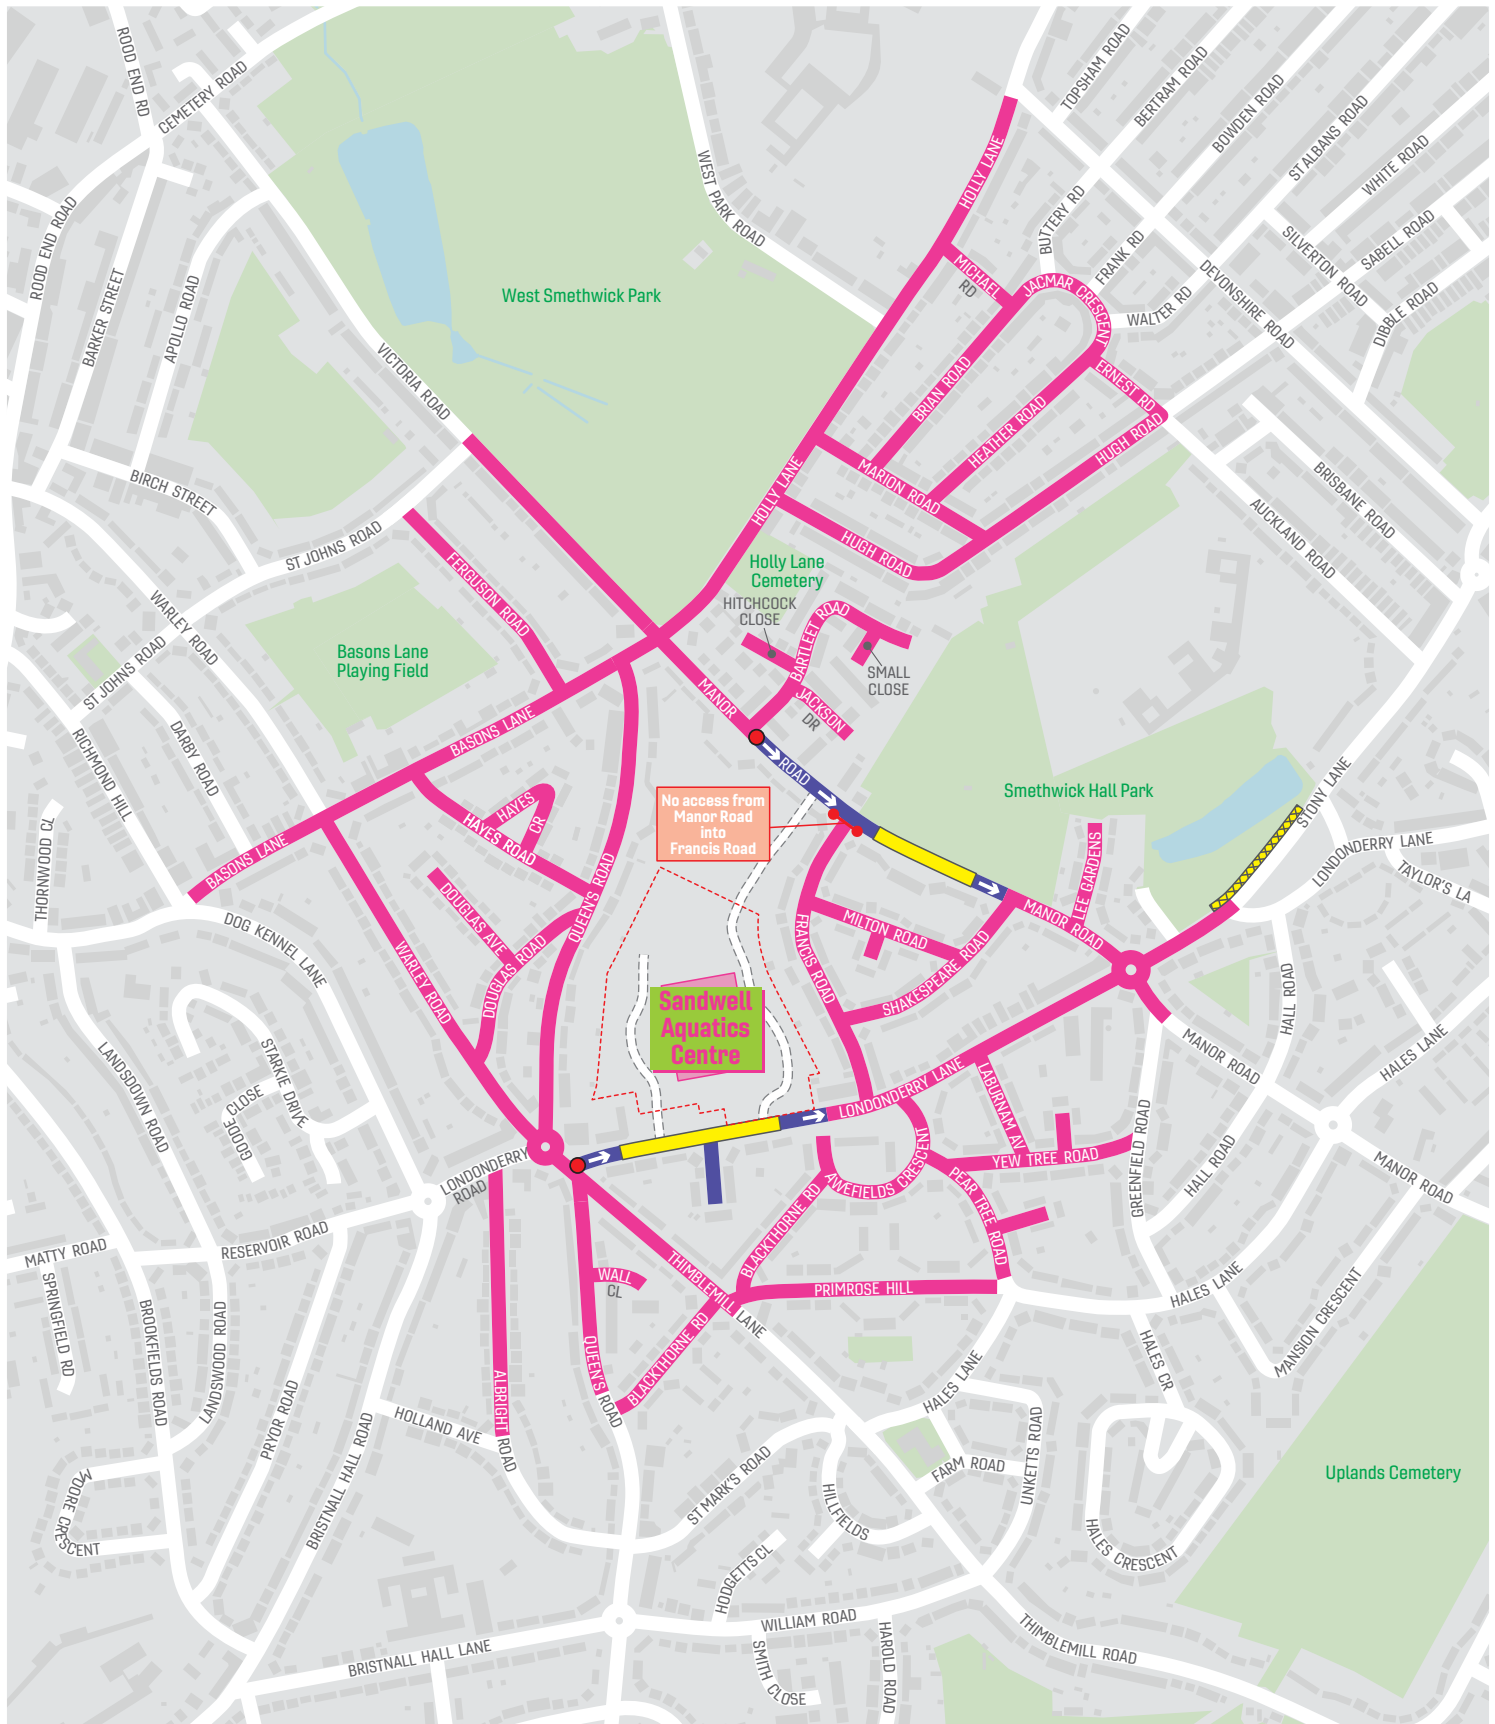 ROOD END RD
CEMETERY ROAD
TOPSHAM ROAD
BERTRAM ROAD
BOWDEN ROAD
ST ALBANS ROAD
WHITE ROAD
SABELL ROAD
SILVERTON ROAD
DIBBLE ROAD
DEVONSHIRE ROAD
WEST PARK ROAD
HOLLY LANE
BUTTERY RD
FRANK RD
WALTER RD
ROOD END ROAD
BARKER STREET
APOLLO ROAD
VICTORIA ROAD
West Smethwick Park
MICHAEL
RD
JACMAR CRESCENT
BRIAN ROAD
HEATHER ROAD
ERNEST RD
HUGH ROAD
MARION ROAD
HOLLY LANE
HUGH ROAD
BRISBANE ROAD
AUCKLAND ROAD
BIRCH STREET
ST JOHNS ROAD
FERGUSON ROAD
Holly Lane
Cemetery
HITCHCOCK
CLOSE
BARTLEET ROAD
SMALL
CLOSE
JACKSON
DR
WARLEY ROAD
Basons Lane
Playing Field
ST JOHNS ROAD
DARBY ROAD
RICHMOND HILL
MANOR
ROAD
BASONS LANE
Smethwick Hall Park
STONY LANE
LONDONDERRY LANE
TAYLOR'S LA
HAYES
CR
HAYES ROAD
No access from
Manor Road
into
Francis Road
BASONS LANE
THORNWOOD CL
DOG KENNEL LANE
DOUGLAS AVE
QUEEN'S ROAD
DOUGLAS ROAD
WARLEY ROAD
MILTON ROAD
FRANCIS ROAD
SHAKESPEARE ROAD
MANOR ROAD
LEE GARDENS
HALL ROAD
Sandwell
Aquatics
Centre
LANDSDOWN ROAD
STARKIE DRIVE
GOODE
CLOSE
LONDONDERRY LANE
LABURNAM AV
MANOR ROAD
HALES LANE
LONDONDERRY
ROAD
YEW TREE ROAD
GREENFIELD ROAD
HALL ROAD
MANOR ROAD
AWEFIELDS CRESCENT
PEAR TREE ROAD
BLACKTHORNE RD
MATTY ROAD
RESERVOIR ROAD
SPRINGFIELD RD
BROOKFIELDS ROAD
LANDSWOOD ROAD
WALL
CL
THIMBLEMILL LANE
PRIMROSE HILL
HALES LANE
MANSION CRESCENT
BLACKTHORNE RD
QUEEN'S ROAD
ALBRIGHT ROAD
PRYOR ROAD
BRISTNALL HALL ROAD
HOLLAND AVE
HALES CR
HALES LANE
FARM ROAD
UNKETTS ROAD
HALES CRESCENT
Uplands Cemetery
MOORE CRESCENT
ST MARK'S ROAD
HILLFIELDS
HODGETTS CL
WILLIAM ROAD
SMITH CLOSE
HAROLD ROAD
THIMBLEMILL ROAD
BRISTNALL HALL LANE